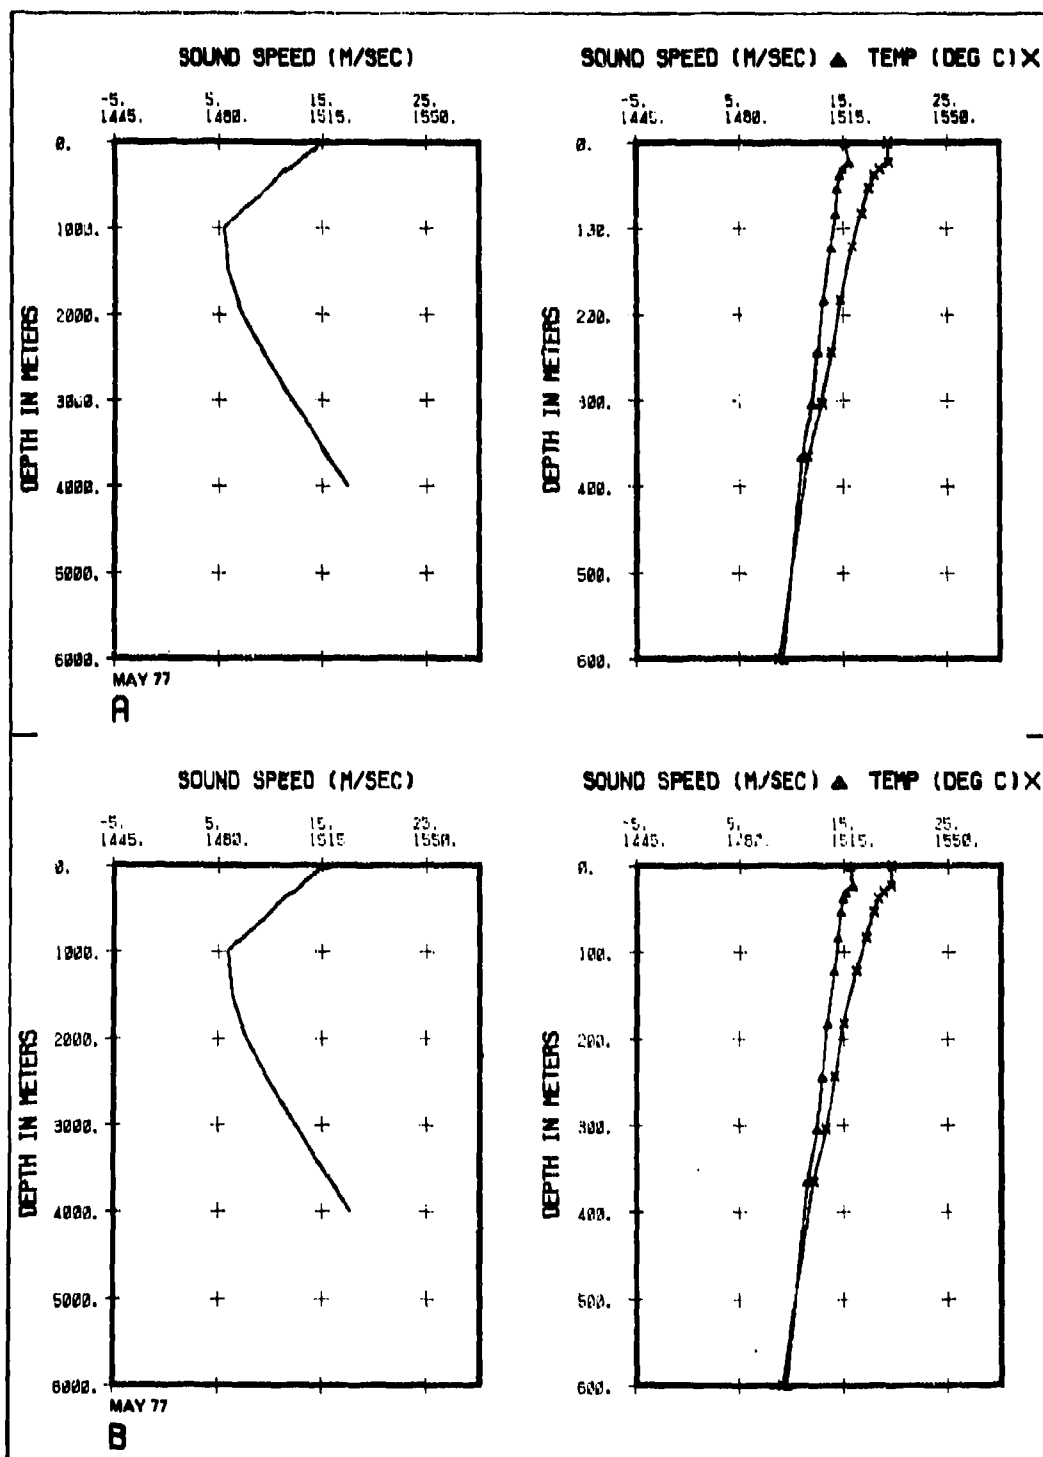 SOUND SPEED (M/SEC)
-5. 5. 15. 25.
1445. 1480. 1515. 1550.
0.
1000.
2000.
3000.
4000.
5000.
6000.
DEPTH IN METERS
MAY 77
A
SOUND SPEED (M/SEC) ▲ TEMP (DEG C) X
-5. 5. 15. 25.
1445. 1480. 1515. 1550.
0.
200.
400.
500.
600.
DEPTH IN METERS
SOUND SPEED (M/SEC)
-5. 5. 15. 25.
1445. 1480. 1515. 1550.
0.
1000.
2000.
3000.
4000.
5000.
6000.
DEPTH IN METERS
MAY 77
B
SOUND SPEED (M/SEC) ▲ TEMP (DEG C) X
-5. 5. 15. 25.
1445. 1515. 1550.
0.
100.
200.
300.
400.
500.
600.
DEPTH IN METERS